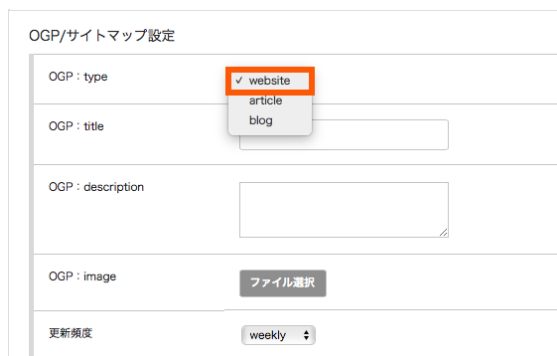 OGP/サイトマップ設定
OGP：type
✓ website
article
blog
OGP：title
OGP：description
OGP：image
ファイル選択
更新頻度
weekly